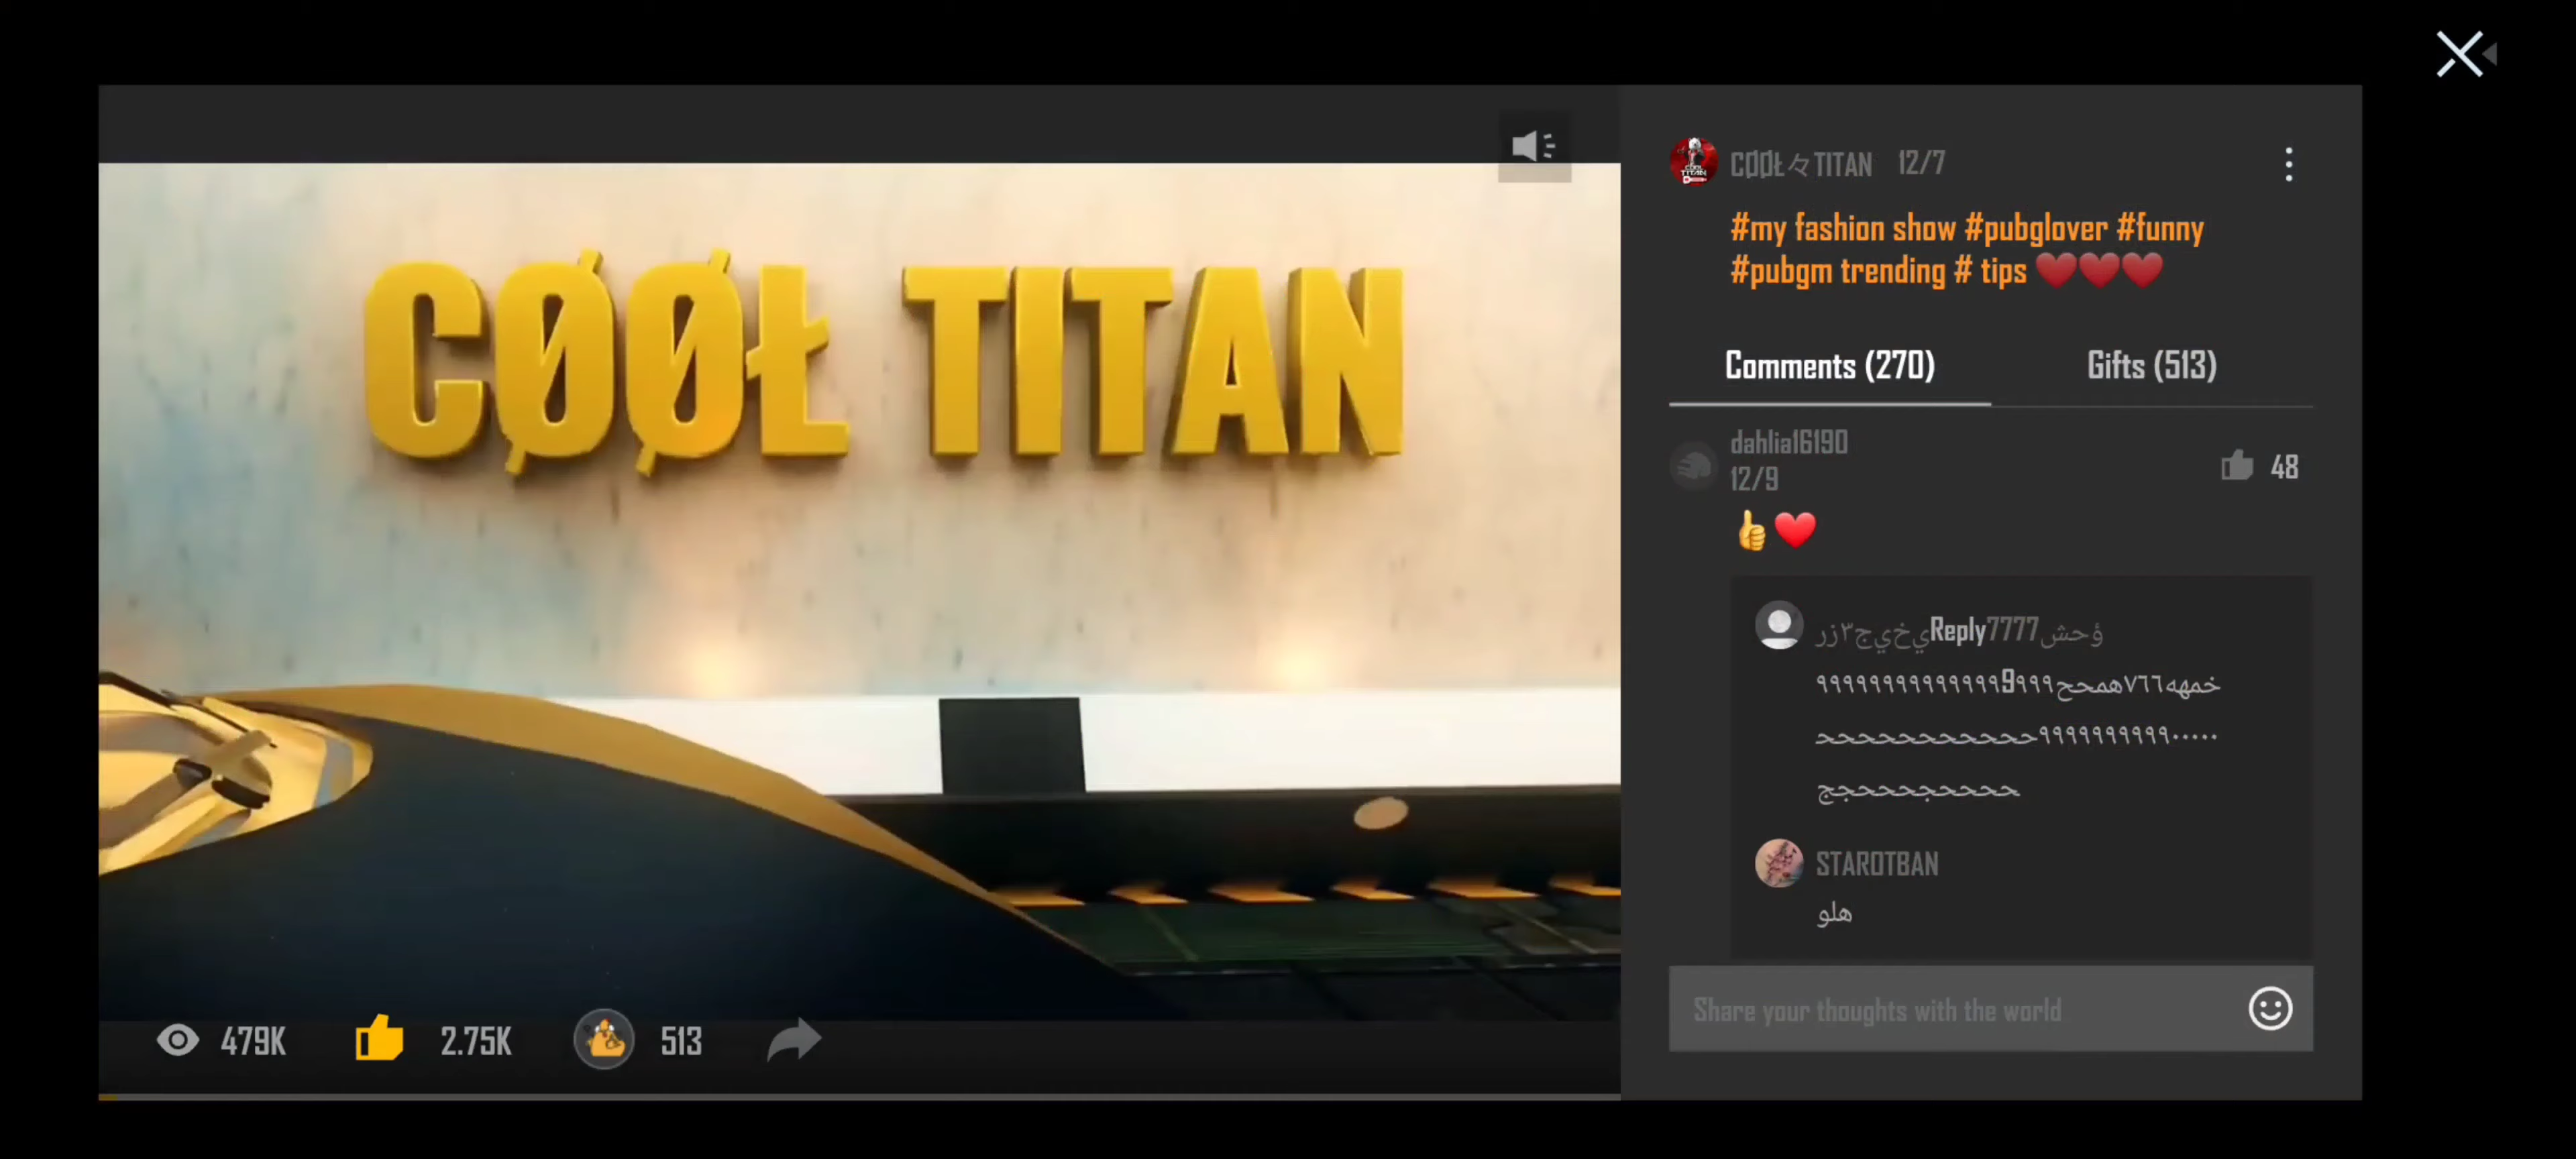 CØØŁ TITAN
CØØŁ々TITAN 12/7
#my fashion show #pubglover #funny
#pubgm trending # tips ❤❤❤
Comments (270) Gifts (513)
dahlia16190
12/9
48
👍❤
STAROTBAN
هلو
Share your thoughts with the world
479K 2.75K 513